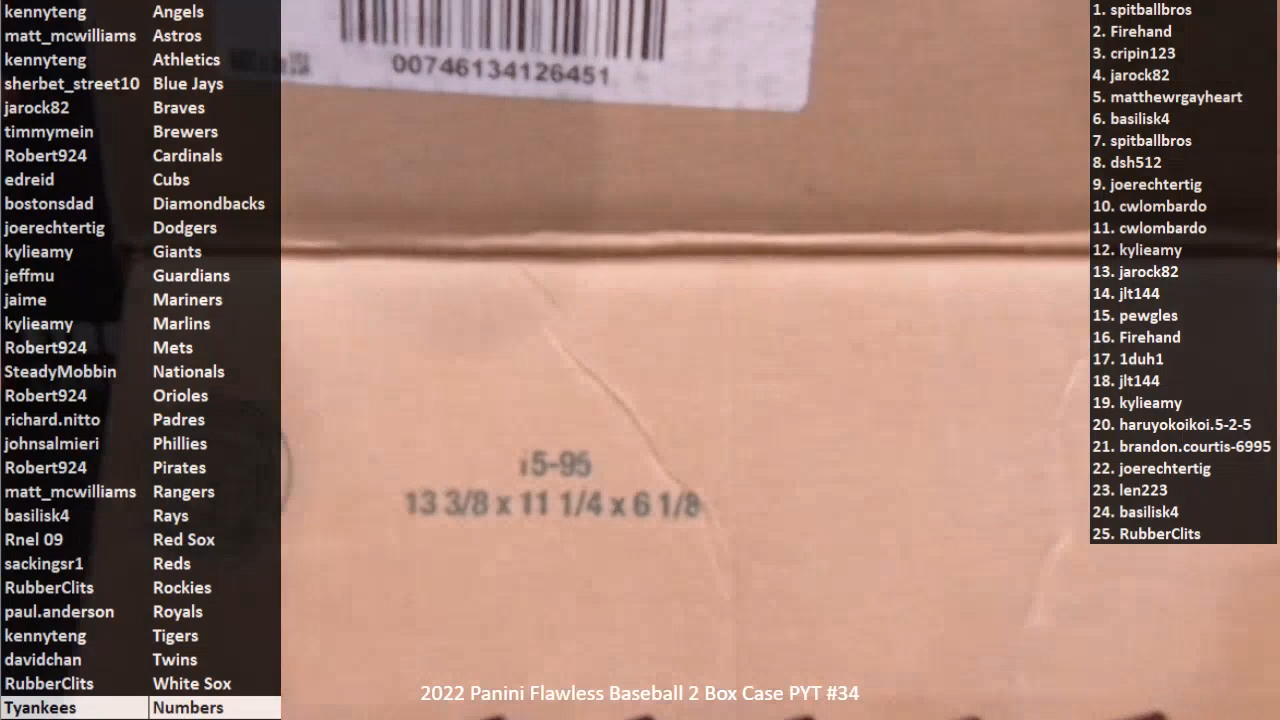 kennyteng Angels
matt_mcwilliams Astros
kennyteng Athletics
sherbet_street10 Blue Jays
jarock82 Braves
timmymein Brewers
Robert924 Cardinals
edreid Cubs
bostonsdad Diamondbacks
joerechtertig Dodgers
kylieamy Giants
jeffmu Guardians
jaime Mariners
kylieamy Marlins
Robert924 Mets
SteadyMobbin Nationals
Robert924 Orioles
richard.nitto Padres
johnsalmieri Phillies
Robert924 Pirates
matt_mcwilliams Rangers
basilisk4 Rays
Rnel 09 Red Sox
sackingsr1 Reds
RubberClits Rockies
paul.anderson Royals
kennyteng Tigers
davidchan Twins
RubberClits White Sox
Tyankees Numbers
00746134126451
15-95
13 3/8 x 11 1/4 x 6 1/8
2022 Panini Flawless Baseball 2 Box Case PYT #34
1. spitballbros
2. Firehand
3. cripin123
4. jarock82
5. matthewrgayheart
6. basilisk4
7. spitballbros
8. dsh512
9. joerechtertig
10. cwlombardo
11. cwlombardo
12. kylieamy
13. jarock82
14. jlt144
15. pewgles
16. Firehand
17. 1duh1
18. jlt144
19. kylieamy
20. haruyokoikoi.5-2-5
21. brandon.courtis-6995
22. joerechtertig
23. len223
24. basilisk4
25. RubberClits